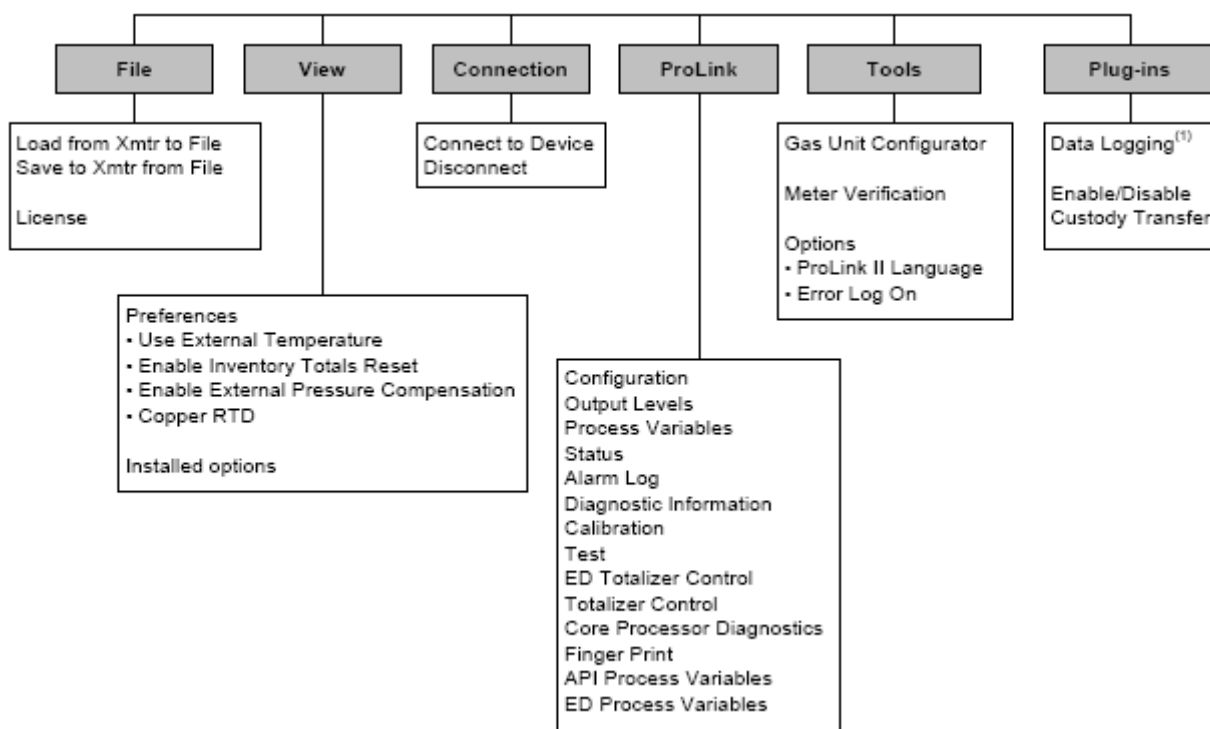 File
View
Connection
ProLink
Tools
Plug-ins
Load from Xmtr to File
Save to Xmtr from File
License
Preferences
▪ Use External Temperature
▪ Enable Inventory Totals Reset
▪ Enable External Pressure Compensation
▪ Copper RTD
Installed options
Connect to Device
Disconnect
Configuration
Output Levels
Process Variables
Status
Alarm Log
Diagnostic Information
Calibration
Test
ED Totalizer Control
Totalizer Control
Core Processor Diagnostics
Finger Print
API Process Variables
ED Process Variables
Gas Unit Configurator
Meter Verification
Options
▪ ProLink II Language
▪ Error Log On
Data Logging(1)
Enable/Disable
Custody Transfer